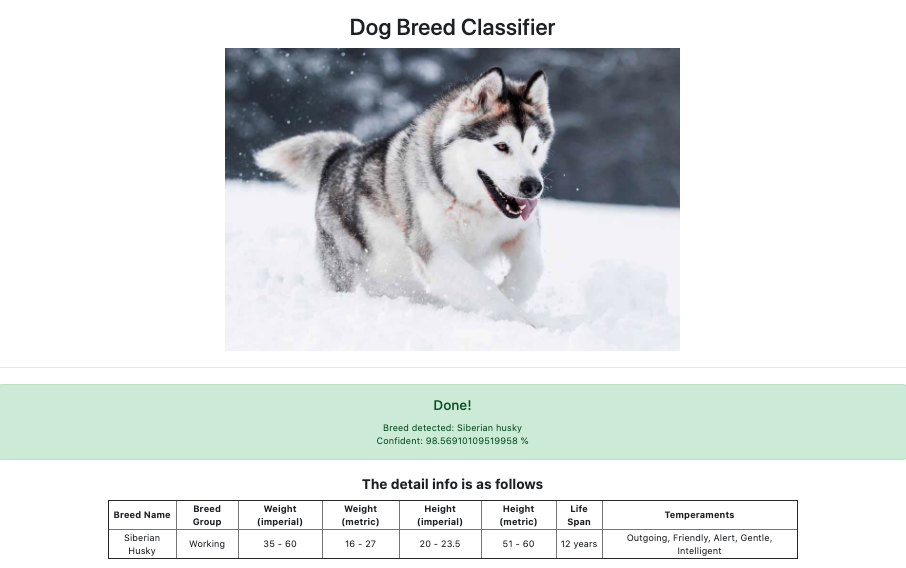 Dog Breed Classifier
Done!
Breed detected: Siberian husky
Confident: 98.56910109519958 %
The detail info is as follows
Breed Name Breed Group Weight (imperial) Weight (metric) Height (imperial) Height (metric) Life Span Temperaments
Siberian Husky Working 35 - 60 16 - 27 20 - 23.5 51 - 60 12 years Outgoing, Friendly, Alert, Gentle, Intelligent